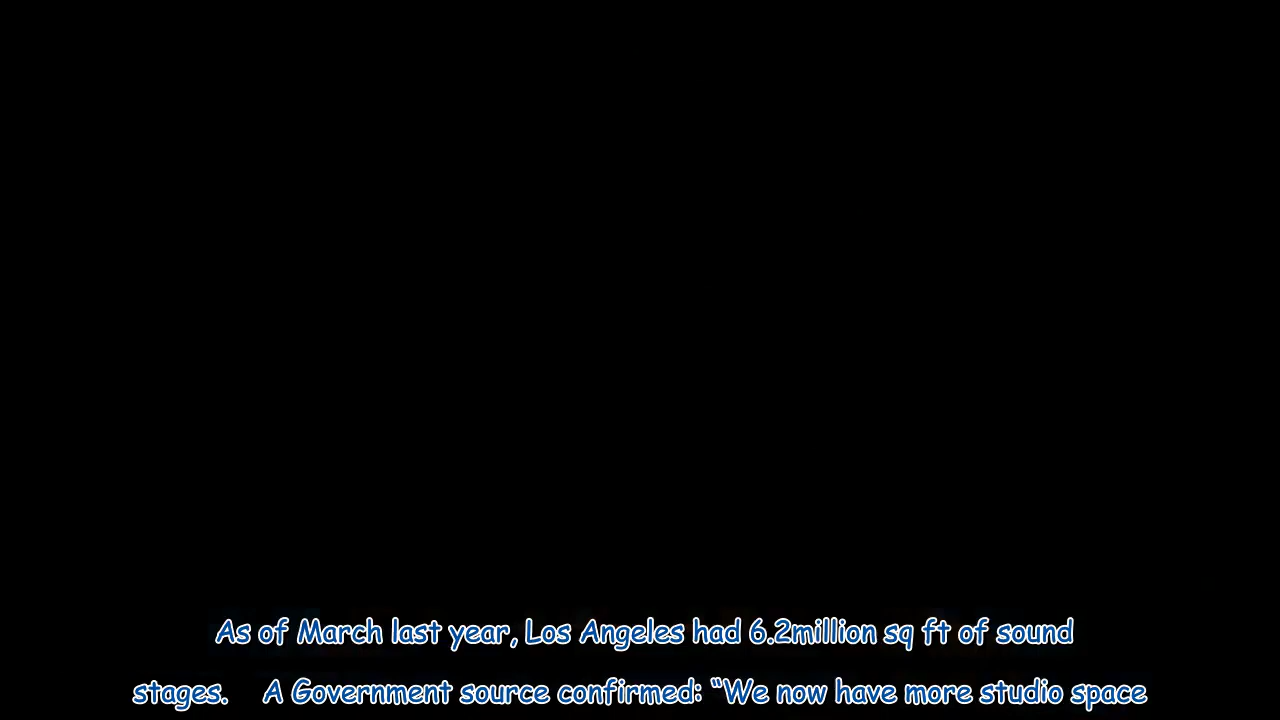 As of March last year, Los Angeles had 6.2million sq ft of sound
stages. A Government source confirmed: “We now have more studio space